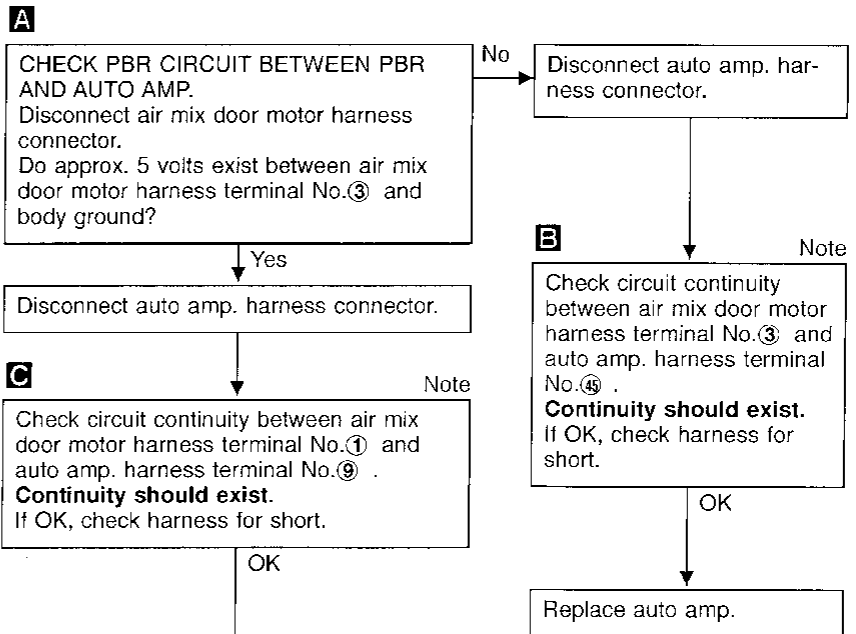 A
CHECK PBR CIRCUIT BETWEEN PBR
AND AUTO AMP.
Disconnect air mix door motor harness
connector.
Do approx. 5 volts exist between air mix
door motor harness terminal No.③ and
body ground?
No
Disconnect auto amp. har-
ness connector.
Yes
Disconnect auto amp. harness connector.
B
Note
Check circuit continuity
between air mix door motor
harness terminal No.③ and
auto amp. harness terminal
No.㊺ .
Continuity should exist.
If OK, check harness for
short.
OK
Replace auto amp.
C
Note
Check circuit continuity between air mix
door motor harness terminal No.① and
auto amp. harness terminal No.⑨ .
Continuity should exist.
If OK, check harness for short.
OK